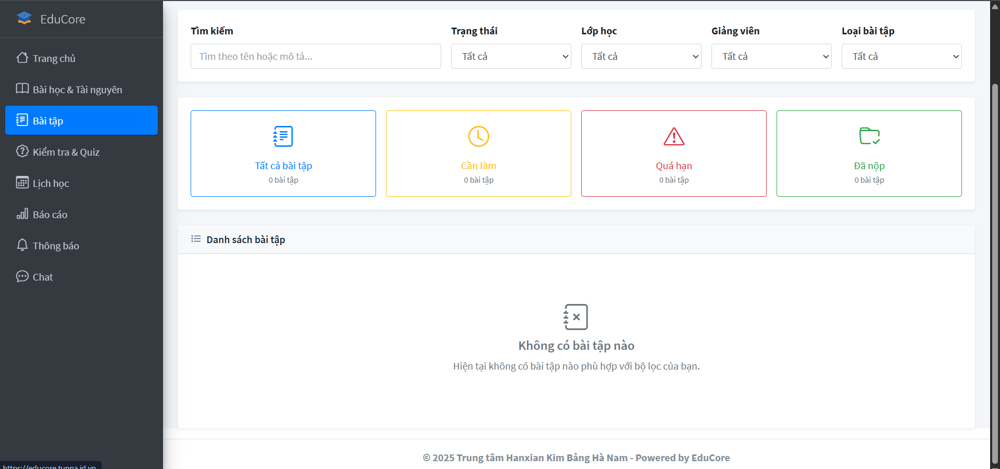 EduCore
Trang chủ
Bài học & Tài nguyên
Bài tập
Kiểm tra & Quiz
Lịch học
Báo cáo
Thông báo
Chat
Tìm kiếm
Trạng thái
Lớp học
Giảng viên
Loại bài tập
Tìm theo tên hoặc mô tả...
Tất cả
Tất cả
Tất cả
Tất cả
Tất cả bài tập
0 bài tập
Cần làm
0 bài tập
Quá hạn
0 bài tập
Đã nộp
0 bài tập
Danh sách bài tập
Không có bài tập nào
Hiện tại không có bài tập nào phù hợp với bộ lọc của bạn.
© 2025 Trung tâm Hanxian Kim Bảng Hà Nam - Powered by EduCore
https://educore.tunna.id.vn